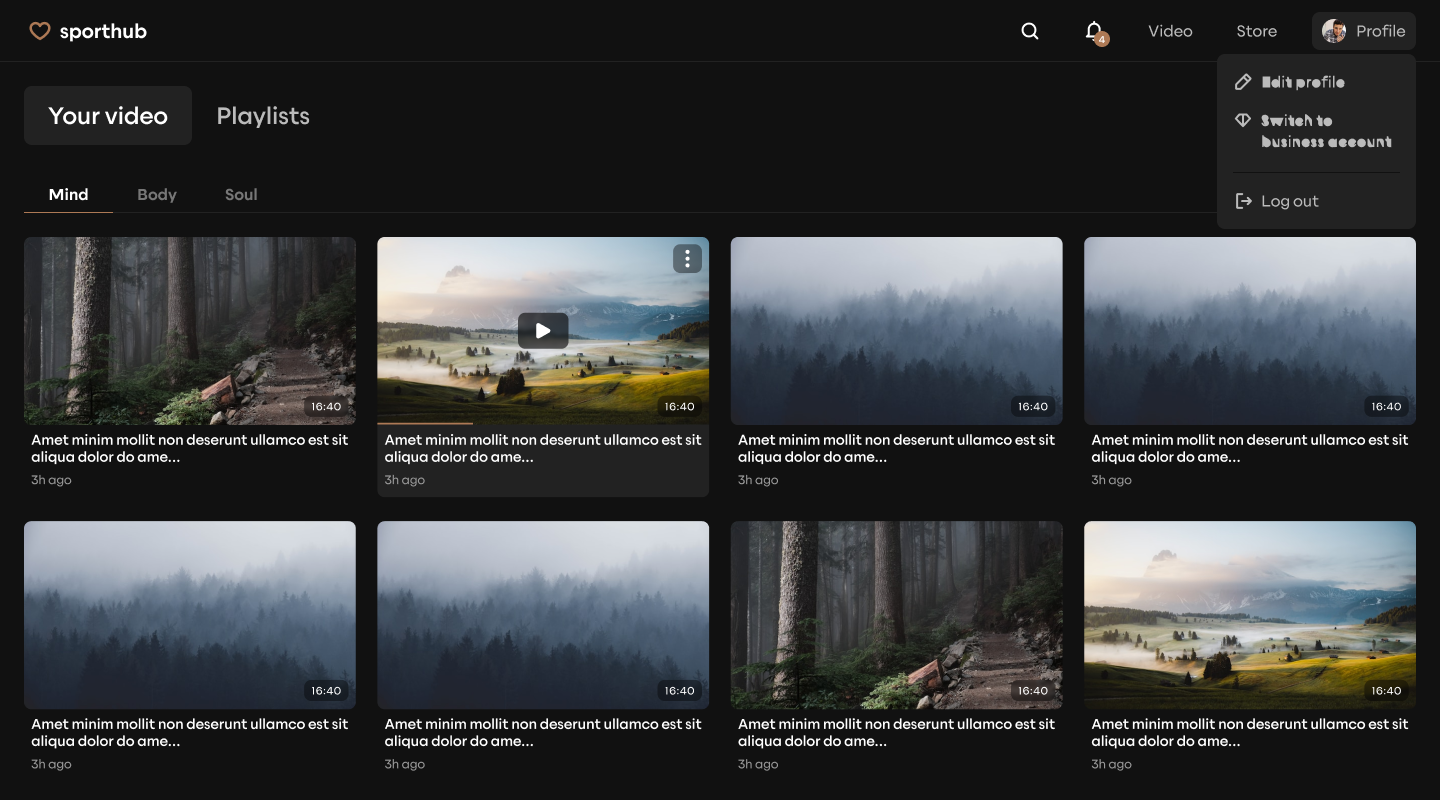 sporthub
4
Video
Store
Profile
Edit profile
Switch to
business account
Log out
Your video
Playlists
Mind
Body
Soul
16:40
16:40
16:40
16:40
Amet minim mollit non deserunt ullamco est sit
aliqua dolor do ame...
3h ago
Amet minim mollit non deserunt ullamco est sit
aliqua dolor do ame...
3h ago
Amet minim mollit non deserunt ullamco est sit
aliqua dolor do ame...
3h ago
Amet minim mollit non deserunt ullamco est sit
aliqua dolor do ame...
3h ago
16:40
16:40
16:40
16:40
Amet minim mollit non deserunt ullamco est sit
aliqua dolor do ame...
3h ago
Amet minim mollit non deserunt ullamco est sit
aliqua dolor do ame...
3h ago
Amet minim mollit non deserunt ullamco est sit
aliqua dolor do ame...
3h ago
Amet minim mollit non deserunt ullamco est sit
aliqua dolor do ame...
3h ago